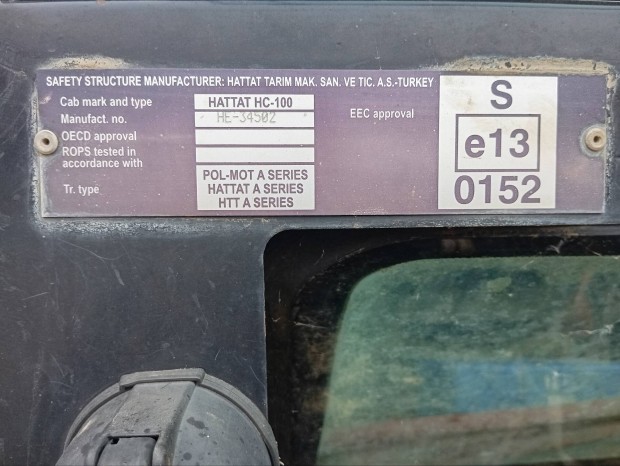 SAFETY STRUCTURE MANUFACTURER: HATTAT TARIM MAK. SAN. VE TIC. A.S.-TURKEY
Cab mark and type HATTAT HC-100
Manufact. no. HE-34502
OECD approval
ROPS tested in
accordance with
Tr. type
POL-MOT A SERIES
HATTAT A SERIES
HTT A SERIES
EEC approval
S
e13
0152